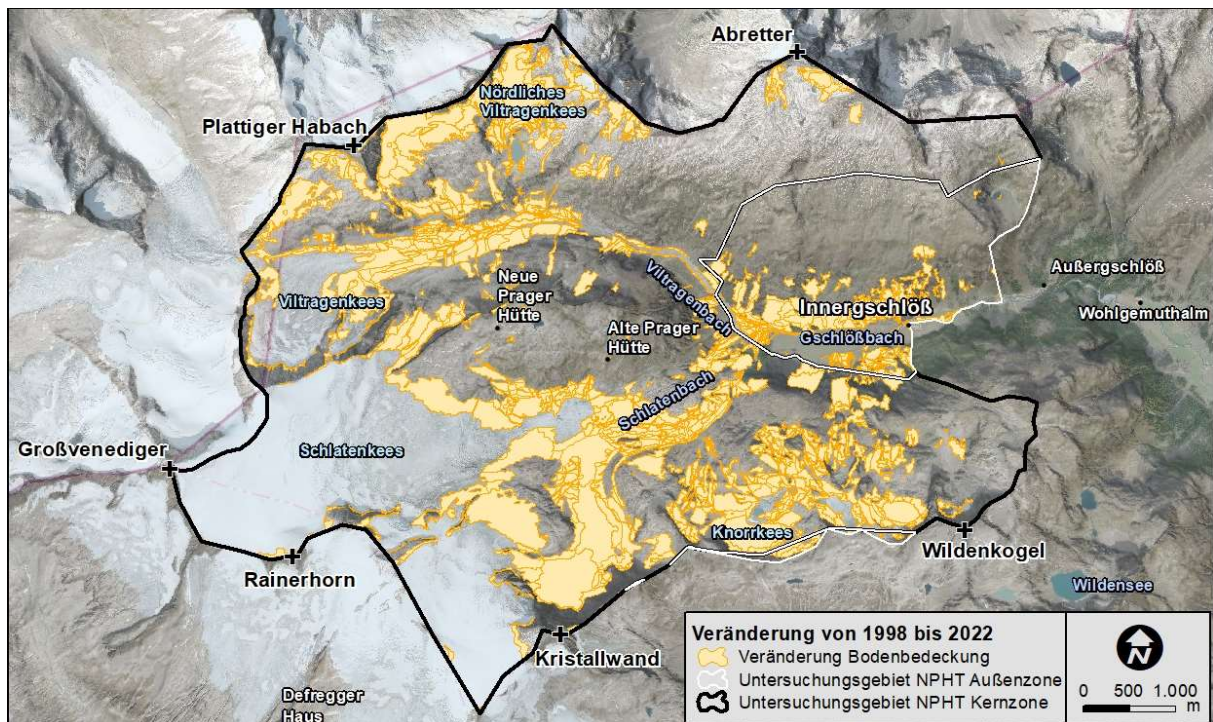 Abretter
Nördliches
Viltragenkees
Plattiger Habach
Außergschlöß
Viltragenkees
Neue
Prager
Hütte
Viltragenbach
Innergschlöß
Wohlgemuthalm
Gschlößbach
Alte Prager
Hütte
Schlatenbach
Großvenediger
Schlatenkees
Knorrkees
Wildenkogel
Rainerhorn
Wildensee
Kristallwand
Defregger
Haus
Veränderung von 1998 bis 2022
Veränderung Bodenbedeckung
Untersuchungsgebiet NPHT Außenzone
Untersuchungsgebiet NPHT Kernzone
N
0 500 1.000
m